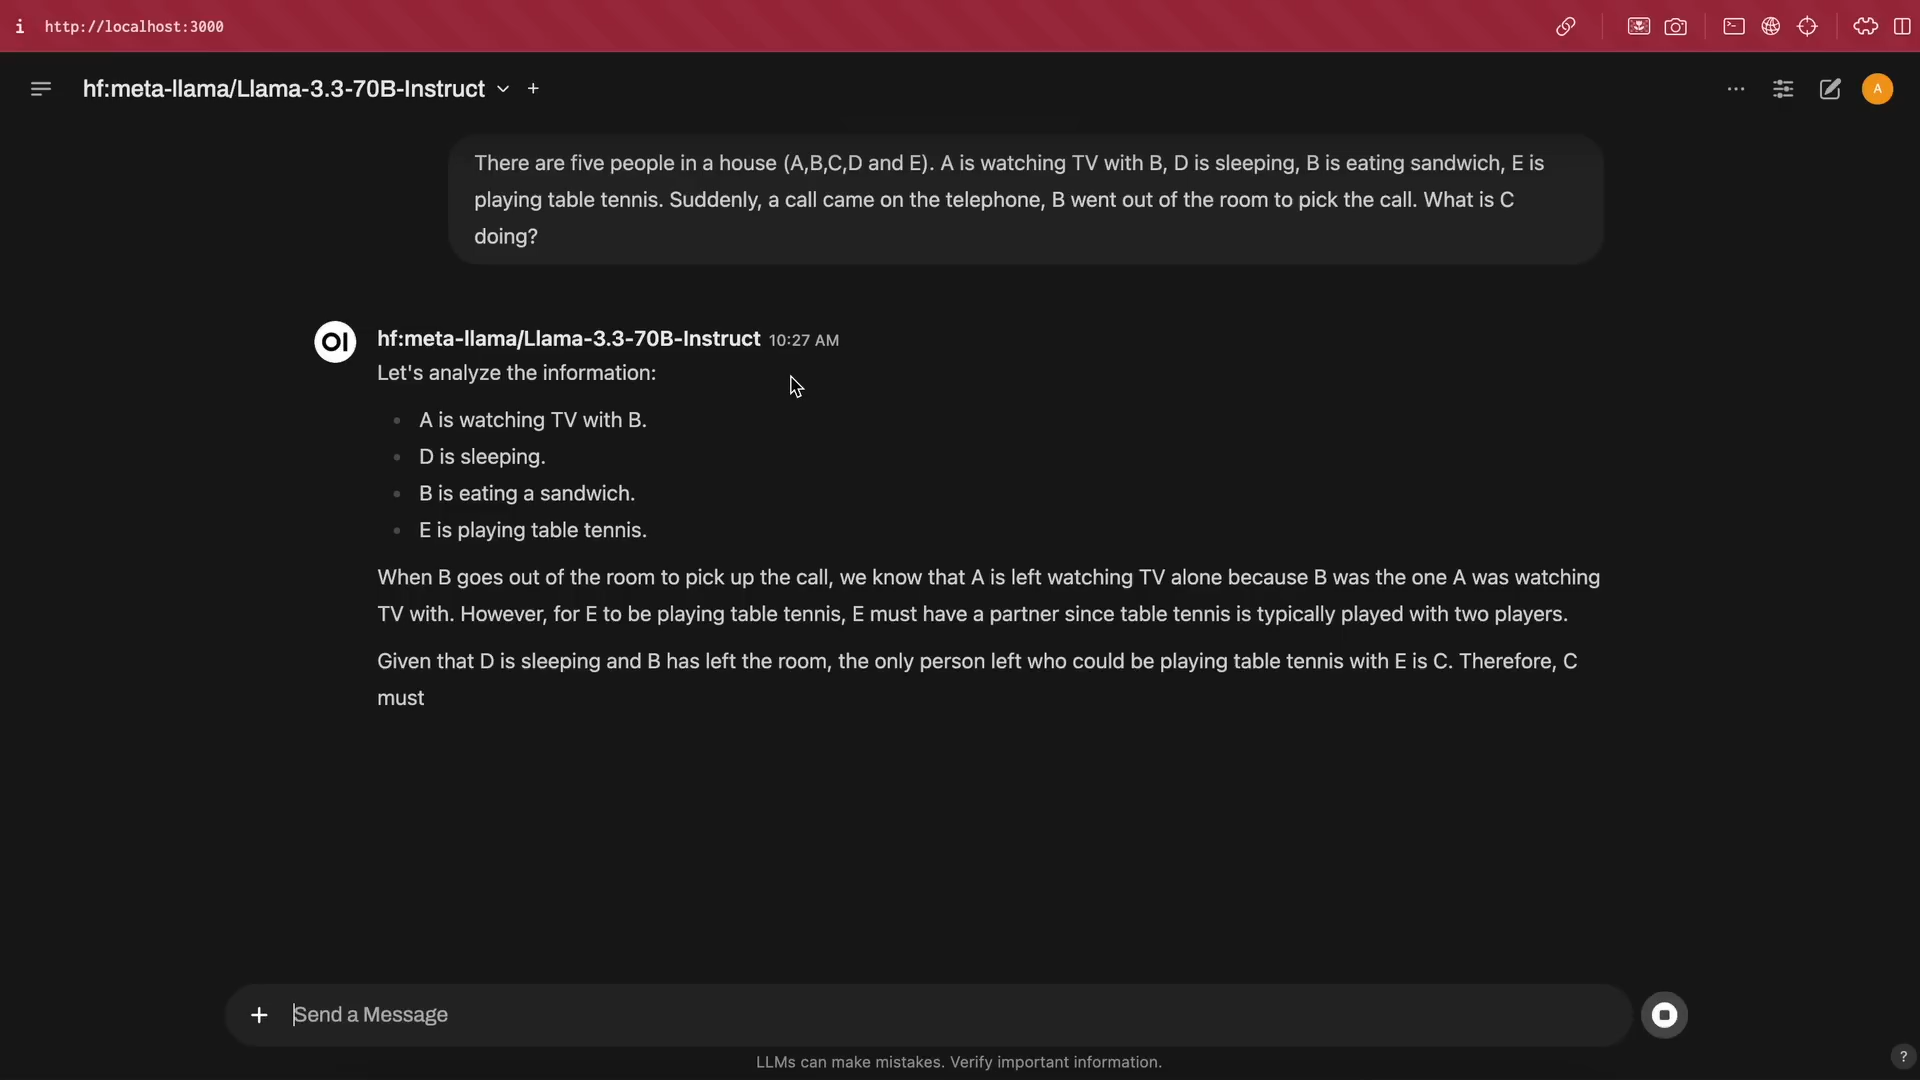 i http://localhost:3000
hf:meta-llama/Llama-3.3-70B-Instruct
A
There are five people in a house (A,B,C,D and E). A is watching TV with B, D is sleeping, B is eating sandwich, E is
playing table tennis. Suddenly, a call came on the telephone, B went out of the room to pick the call. What is C
doing?
OI
hf:meta-llama/Llama-3.3-70B-Instruct 10:27 AM
Let's analyze the information:
A is watching TV with B.
D is sleeping.
B is eating a sandwich.
E is playing table tennis.
When B goes out of the room to pick up the call, we know that A is left watching TV alone because B was the one A was watching
TV with. However, for E to be playing table tennis, E must have a partner since table tennis is typically played with two players.
Given that D is sleeping and B has left the room, the only person left who could be playing table tennis with E is C. Therefore, C
must
Send a Message
LLMs can make mistakes. Verify important information.
?